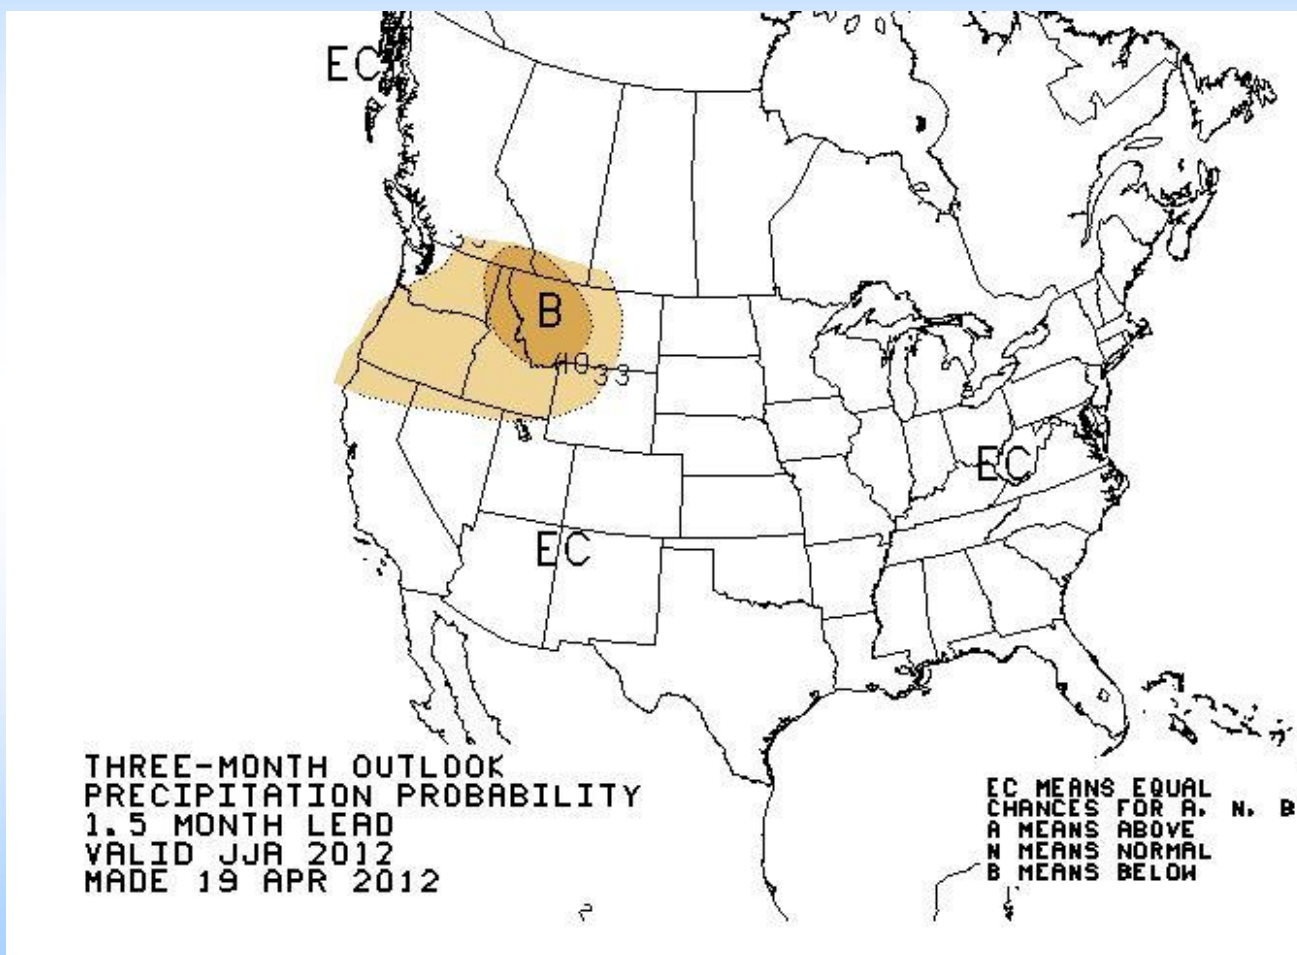 EC
33
B
40
33
EC
EC
THREE-MONTH OUTLOOK
PRECIPITATION PROBABILITY
1.5 MONTH LEAD
VALID JJA 2012
MADE 19 APR 2012
EC MEANS EQUAL
CHANCES FOR A, N, B
A MEANS ABOVE
N MEANS NORMAL
B MEANS BELOW